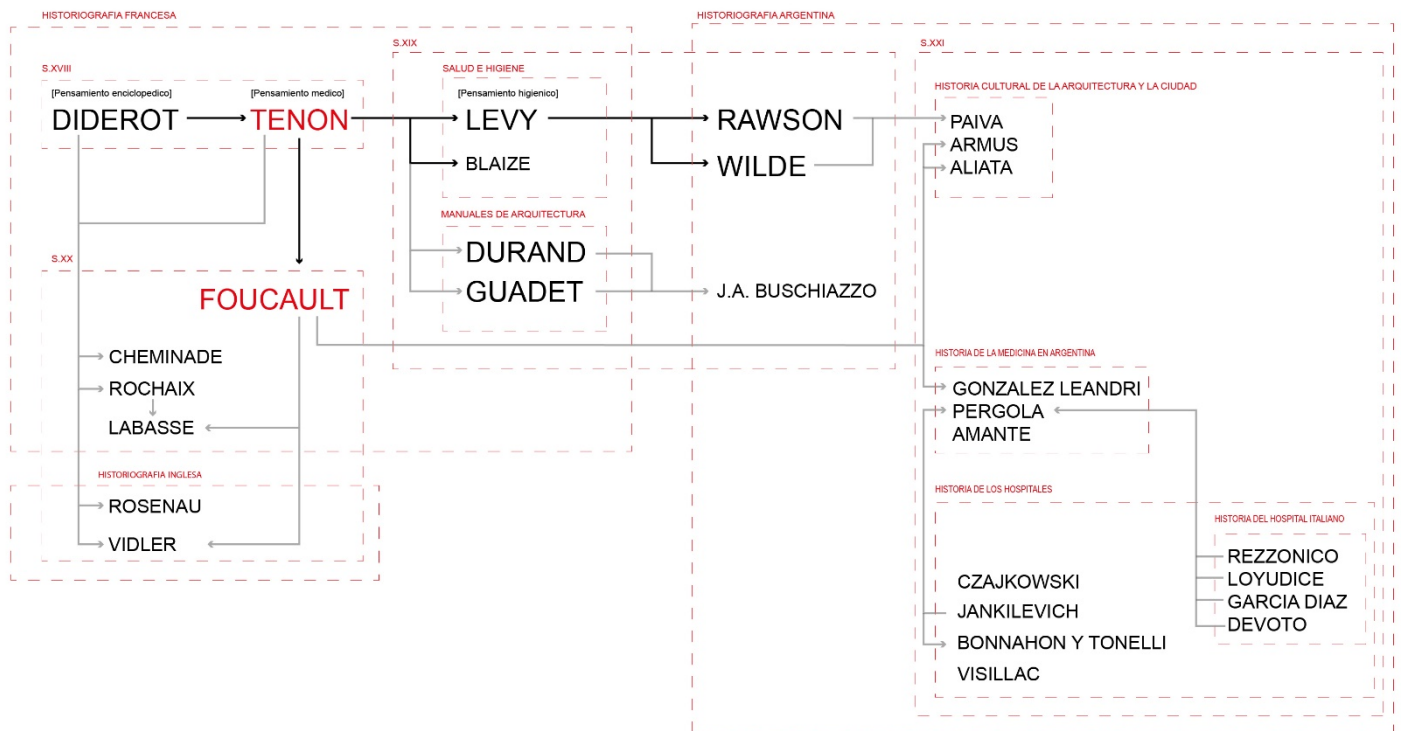 HISTORIOGRAFIA FRANCESA
S.XVIII
[Pensamiento enciclopedico]
DIDEROT
[Pensamiento medico]
TENON
S.XX
FOUCAULT
CHEMINADE
ROCHAIX
LABASSE
HISTORIOGRAFIA INGLESA
ROSENAU
VIDLER
S.XIX
SALUD E HIGIENE
[Pensamiento higienico]
LEVY
BLAIZE
MANUALES DE ARQUITECTURA
DURAND
GUADET
HISTORIOGRAFIA ARGENTINA
RAWSON
WILDE
J.A. BUSCHIAZZO
S.XXI
HISTORIA CULTURAL DE LA ARQUITECTURA Y LA CIUDAD
PAIVA
ARMUS
ALIATA
HISTORIA DE LA MEDICINA EN ARGENTINA
GONZALEZ LEANDRI
PERGOLA
AMANTE
HISTORIA DE LOS HOSPITALES
CZAJKOWSKI
JANKILEVICH
BONNAHON Y TONELLI
VISILLAC
HISTORIA DEL HOSPITAL ITALIANO
REZZONICO
LOYUDICE
GARCIA DIAZ
DEVOTO